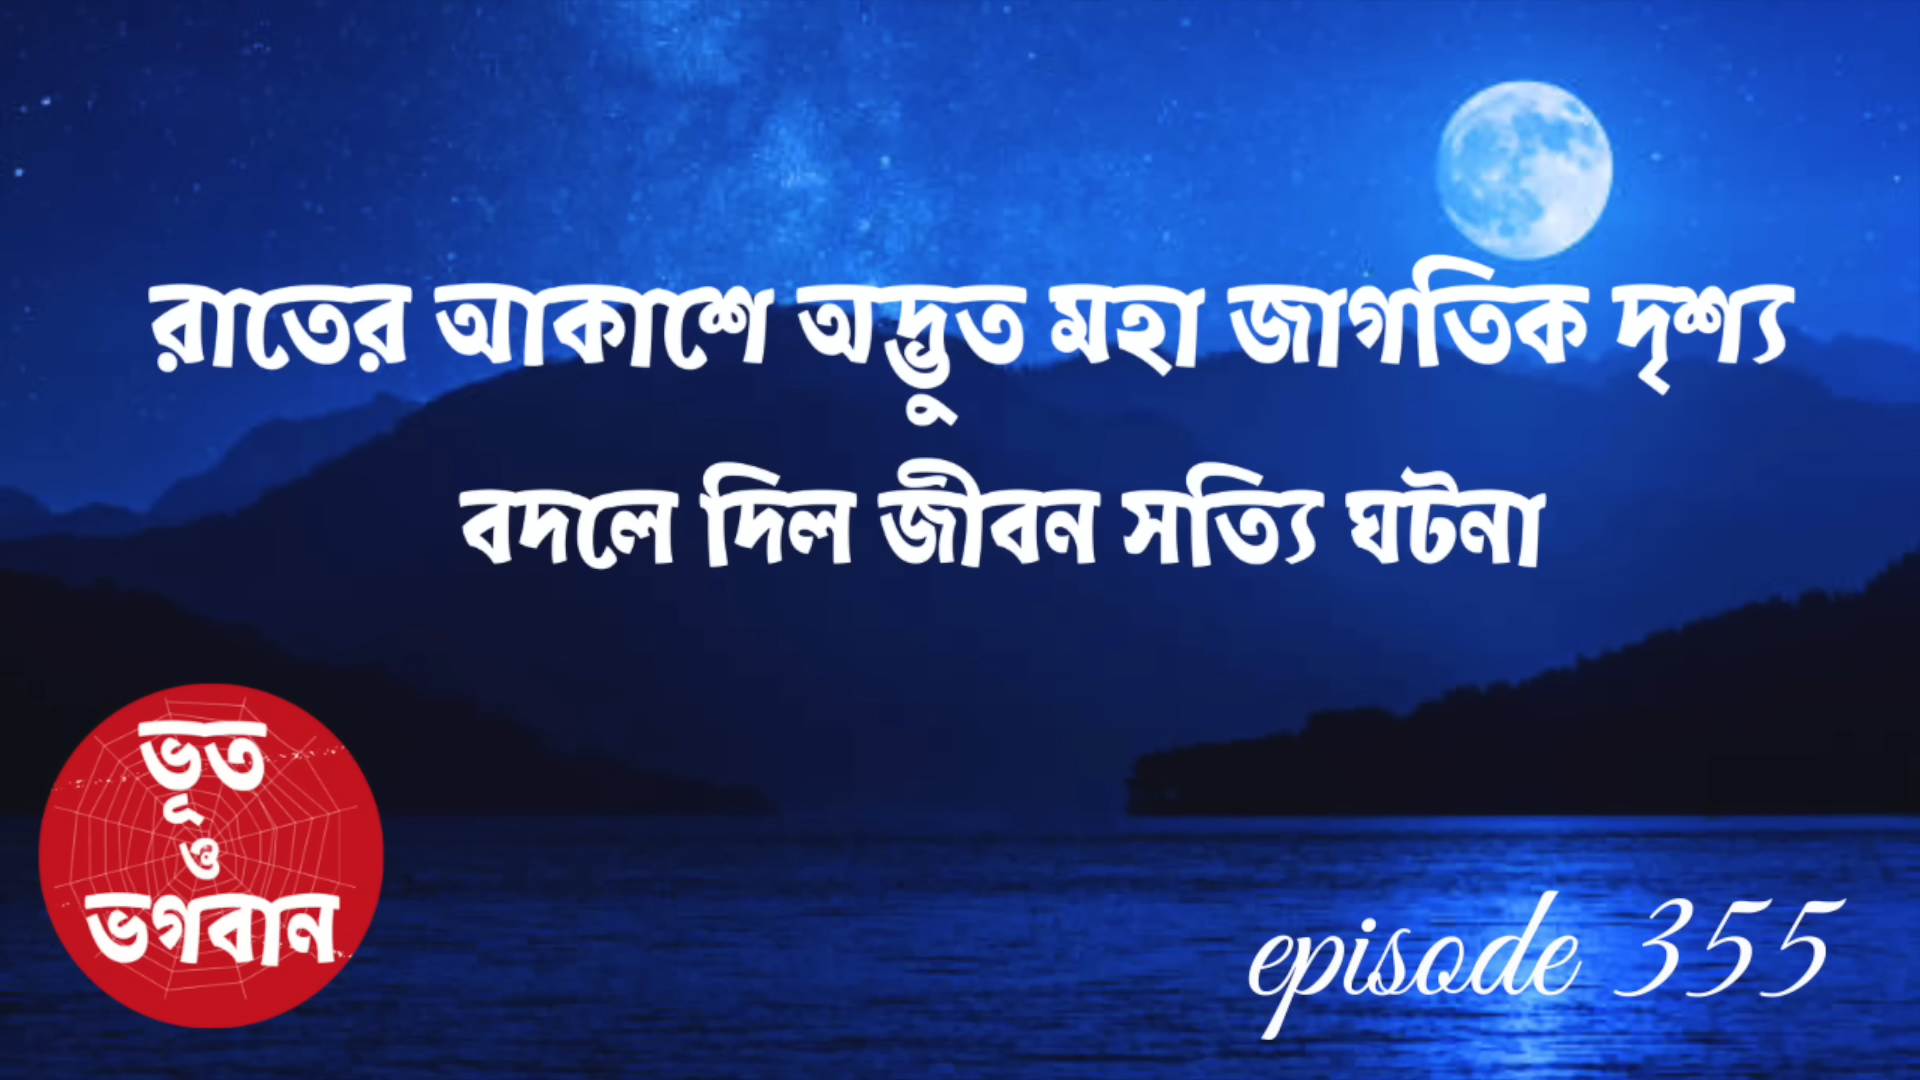 রাতের আকাশে অদ্ভুত মহা জাগতিক দৃশ্য
বদলে দিল জীবন সত্যি ঘটনা
ভূত
ও
ভগবান
episode 355